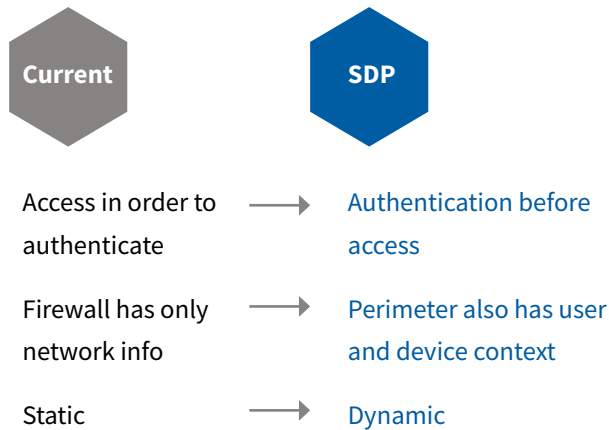 Current
SDP
Access in order to
authenticate
Authentication before
access
Firewall has only
network info
Perimeter also has user
and device context
Static
Dynamic